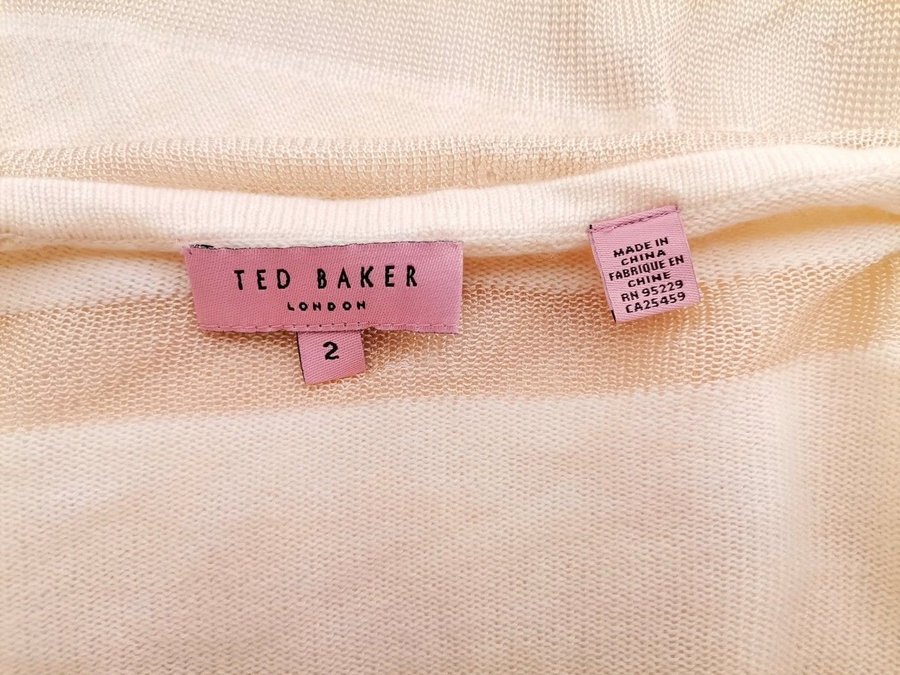 TED BAKER
LONDON
2
MADE IN
CHINA
FABRIQUE EN
CHINE
RN 95229
CA25459